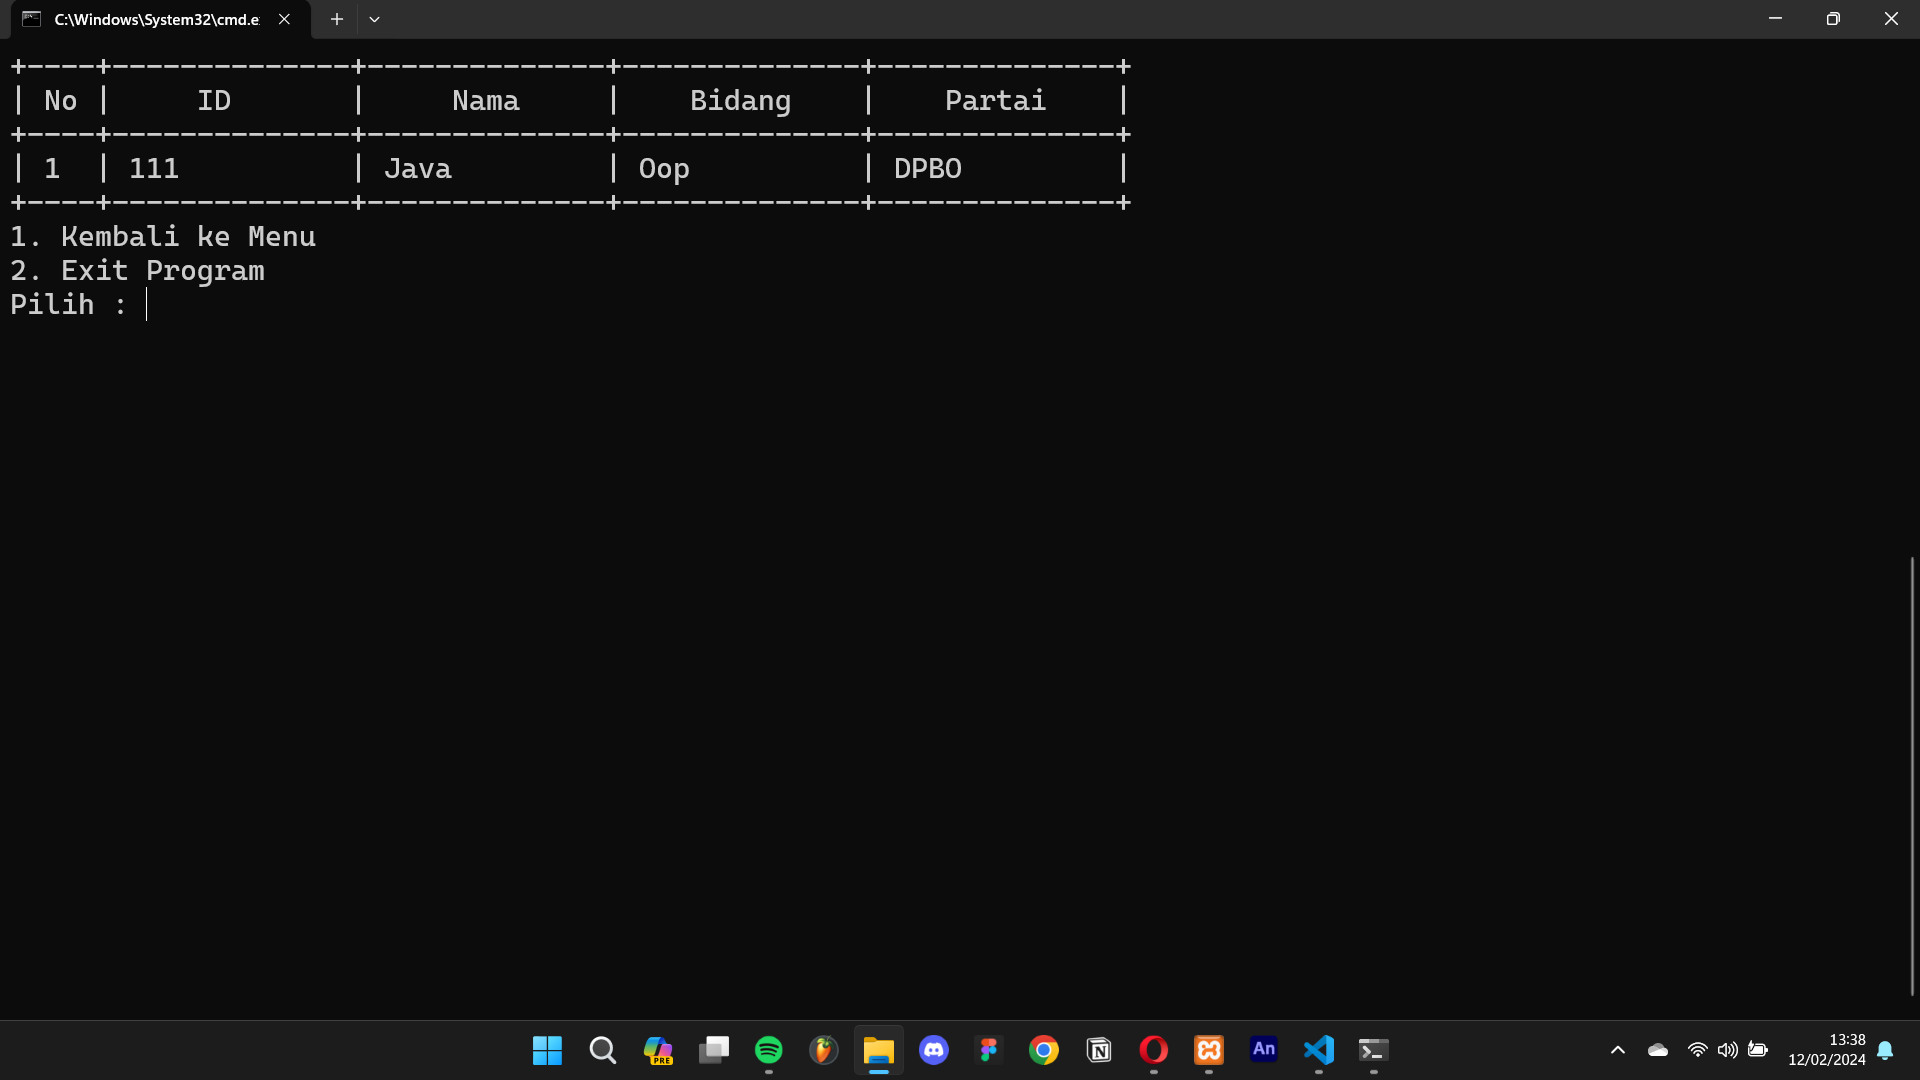 C:\Windows\System32\cmd.e
+----+--------------+--------------+--------------+--------------+
| No |     ID       |     Nama     |    Bidang    |    Partai    |
+----+--------------+--------------+--------------+--------------+
| 1  | 111          | Java         | Oop          | DPBO         |
+----+--------------+--------------+--------------+--------------+
1. Kembali ke Menu
2. Exit Program
Pilih :
PRE
An
13:38
12/02/2024